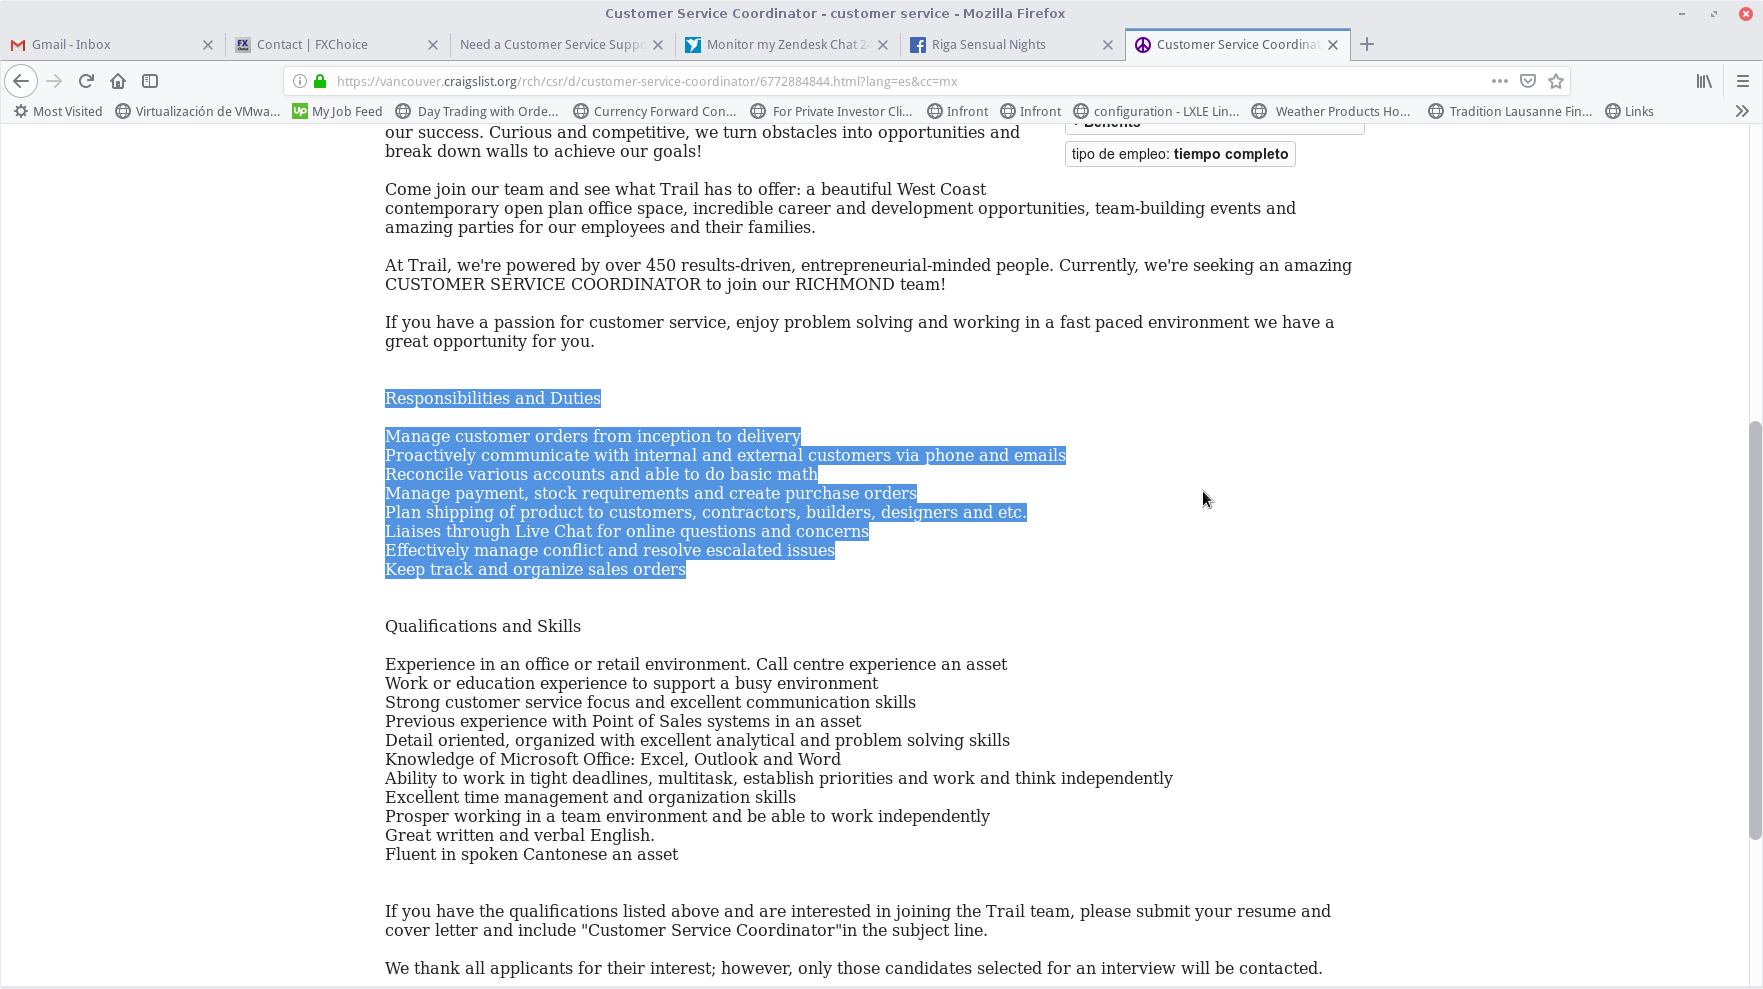 Customer Service Coordinator - customer service - Mozilla Firefox
Gmail - Inbox
Contact | FXChoice
Need a Customer Service Suppo
Monitor my Zendesk Chat 24
Riga Sensual Nights
Customer Service Coordinat
https://vancouver.craigslist.org/rch/csr/d/customer-service-coordinator/6772884844.html?lang=es&cc=mx
Most Visited
Virtualización de VMwa...
Up My Job Feed
Day Trading with Orde...
Currency Forward Con...
For Private Investor Cli...
Infront
Infront
configuration - LXLE Lin...
Weather Products Ho...
Tradition Lausanne Fin...
Links
our success. Curious and competitive, we turn obstacles into opportunities and
break down walls to achieve our goals!
Benefits
tipo de empleo: tiempo completo
Come join our team and see what Trail has to offer: a beautiful West Coast
contemporary open plan office space, incredible career and development opportunities, team-building events and
amazing parties for our employees and their families.
At Trail, we're powered by over 450 results-driven, entrepreneurial-minded people. Currently, we're seeking an amazing
CUSTOMER SERVICE COORDINATOR to join our RICHMOND team!
If you have a passion for customer service, enjoy problem solving and working in a fast paced environment we have a
great opportunity for you.
Responsibilities and Duties
Manage customer orders from inception to delivery
Proactively communicate with internal and external customers via phone and emails
Reconcile various accounts and able to do basic math
Manage payment, stock requirements and create purchase orders
Plan shipping of product to customers, contractors, builders, designers and etc.
Liaises through Live Chat for online questions and concerns
Effectively manage conflict and resolve escalated issues
Keep track and organize sales orders
Qualifications and Skills
Experience in an office or retail environment. Call centre experience an asset
Work or education experience to support a busy environment
Strong customer service focus and excellent communication skills
Previous experience with Point of Sales systems in an asset
Detail oriented, organized with excellent analytical and problem solving skills
Knowledge of Microsoft Office: Excel, Outlook and Word
Ability to work in tight deadlines, multitask, establish priorities and work and think independently
Excellent time management and organization skills
Prosper working in a team environment and be able to work independently
Great written and verbal English.
Fluent in spoken Cantonese an asset
If you have the qualifications listed above and are interested in joining the Trail team, please submit your resume and
cover letter and include "Customer Service Coordinator"in the subject line.
We thank all applicants for their interest; however, only those candidates selected for an interview will be contacted.